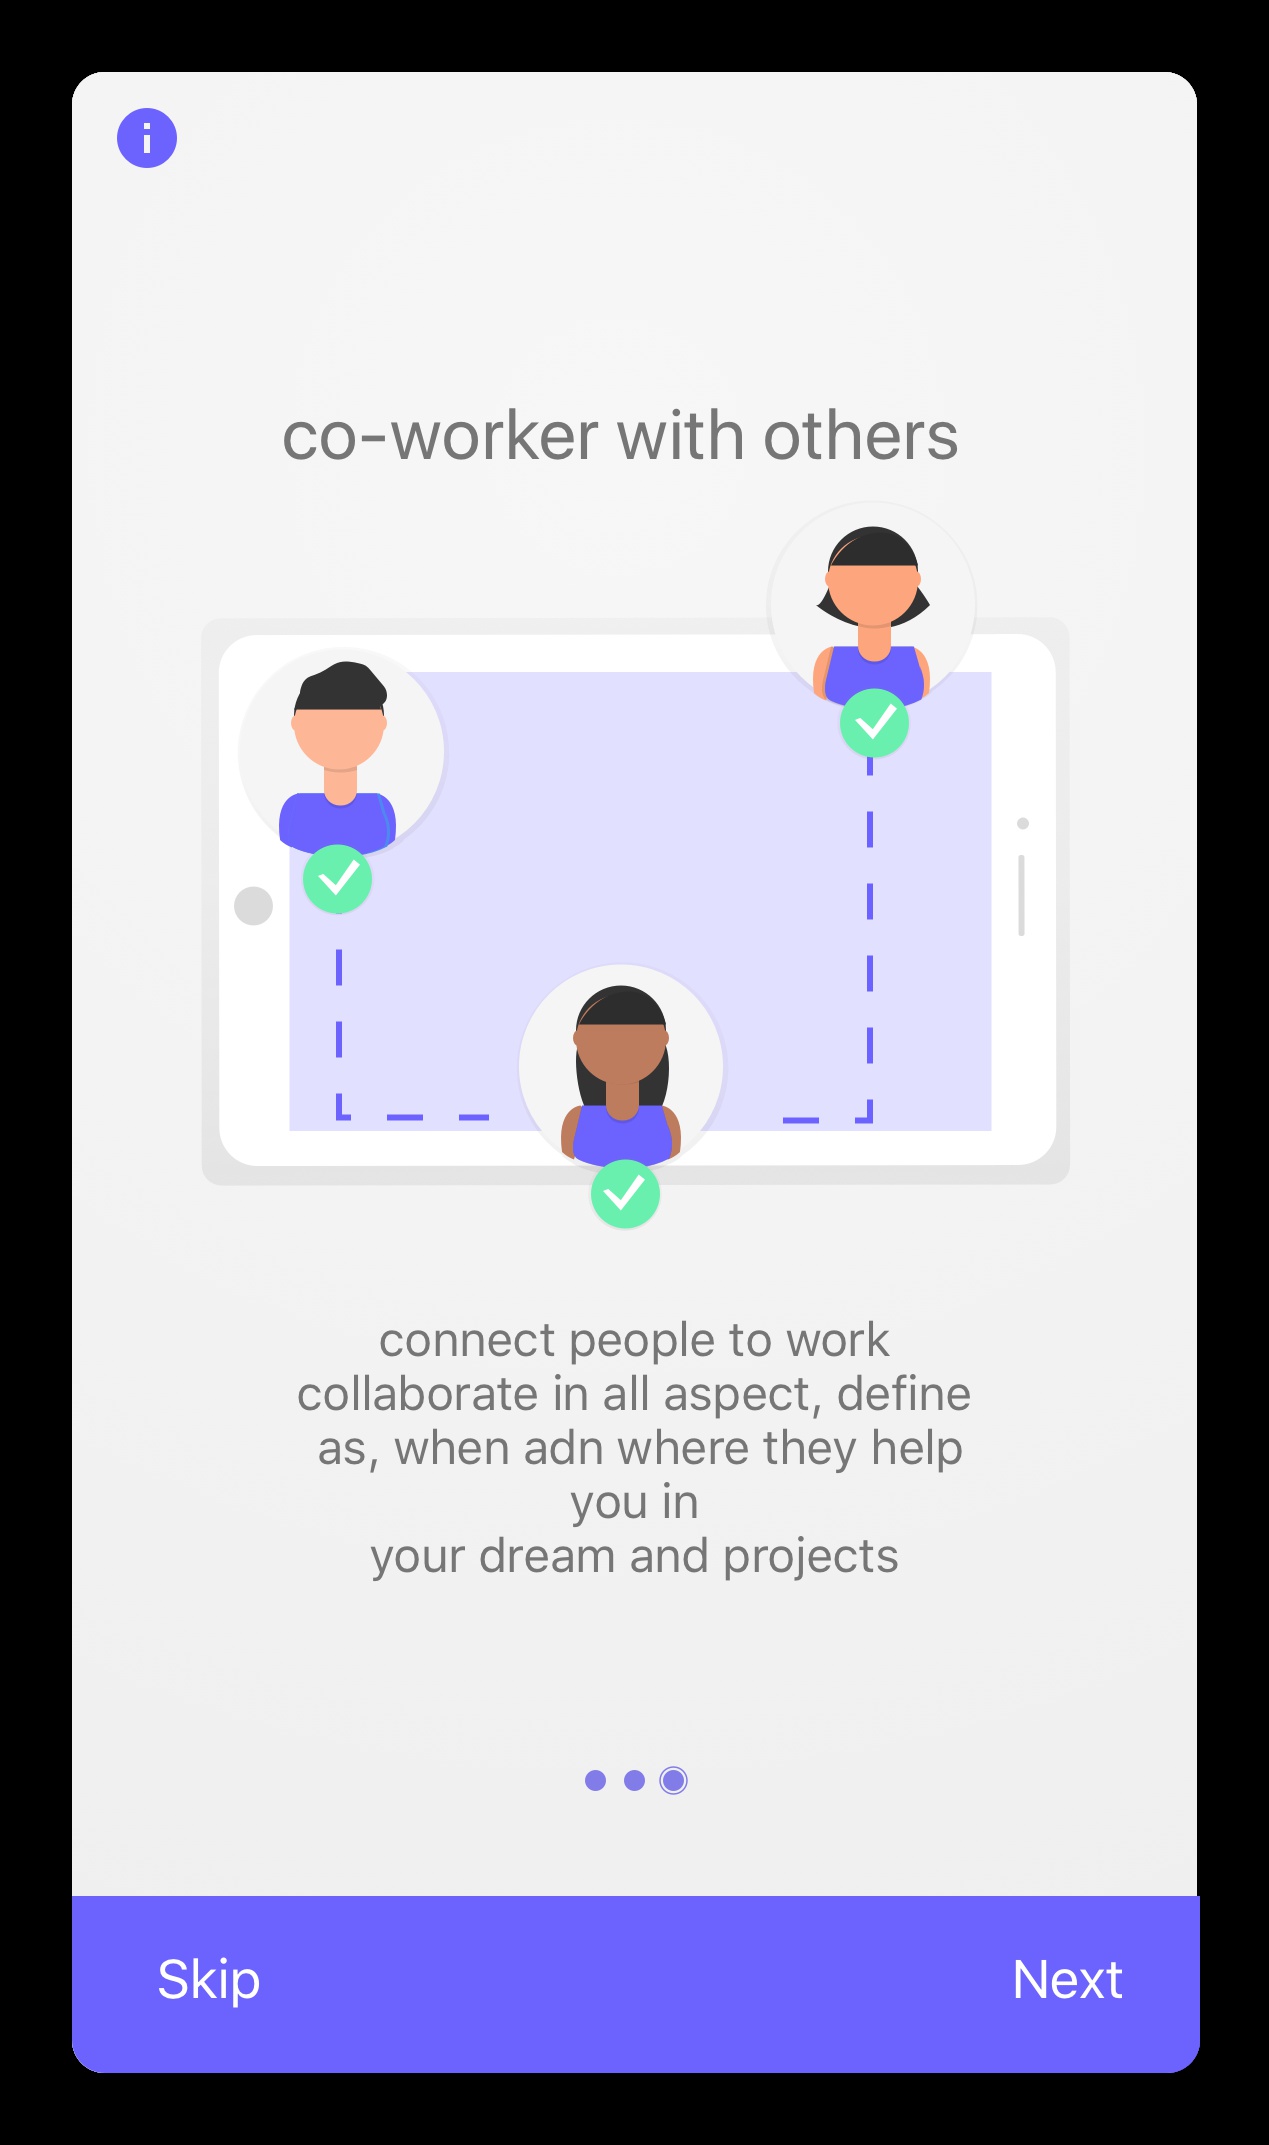 i
co-worker with others
connect people to work
collaborate in all aspect, define
as, when adn where they help
you in
your dream and projects
Skip
Next